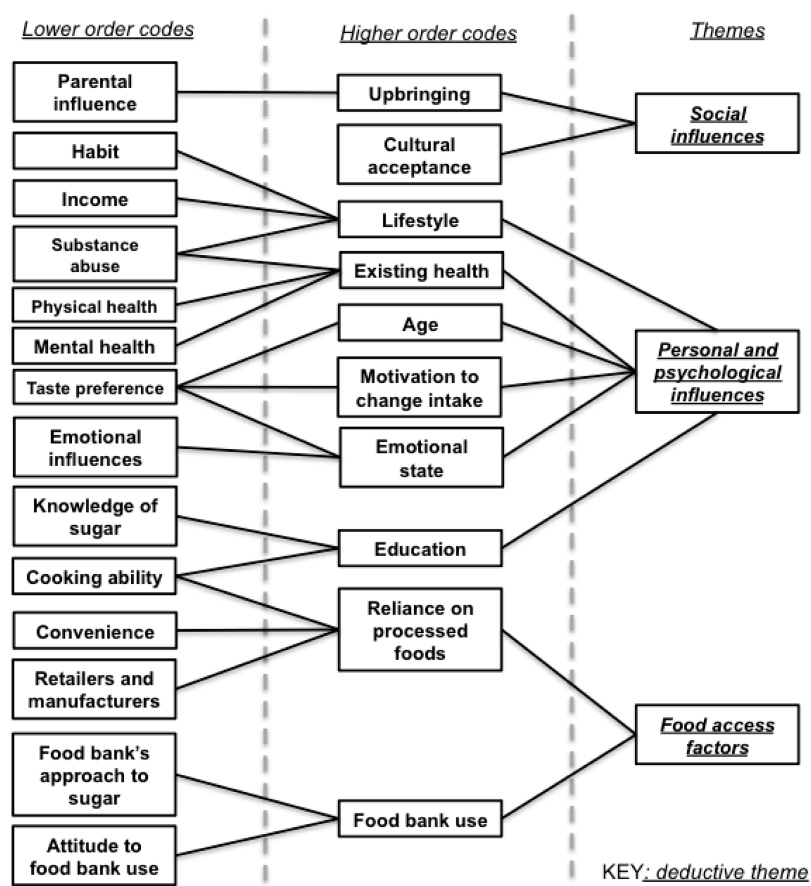 Lower order codes
Higher order codes
Themes
Parental
influence
Habit
Income
Substance
abuse
Physical health
Mental health
Taste preference
Emotional
influences
Knowledge of
sugar
Cooking ability
Convenience
Retailers and
manufacturers
Food bank's
approach to
sugar
Attitude to
food bank use
Upbringing
Cultural
acceptance
Lifestyle
Existing health
Age
Motivation to
change intake
Emotional
state
Education
Reliance on
processed
foods
Food bank use
Social
influences
Personal and
psychological
influences
Food access
factors
KEY: deductive theme